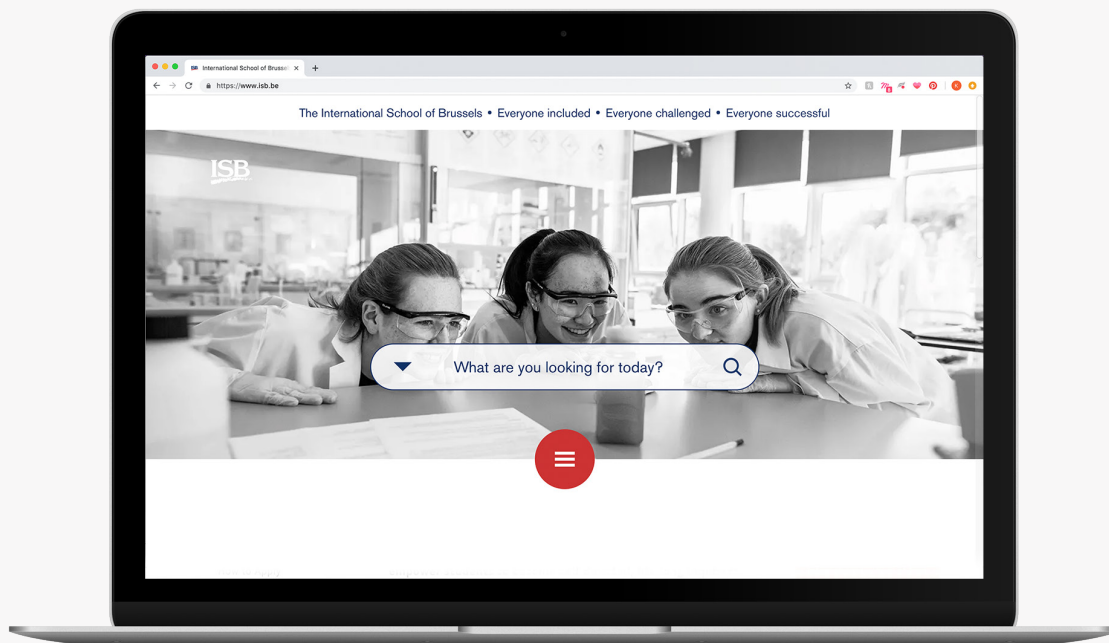 International School of Brussel
https://www.isb.be
The International School of Brussels • Everyone included • Everyone challenged • Everyone successful
ISB
What are you looking for today?